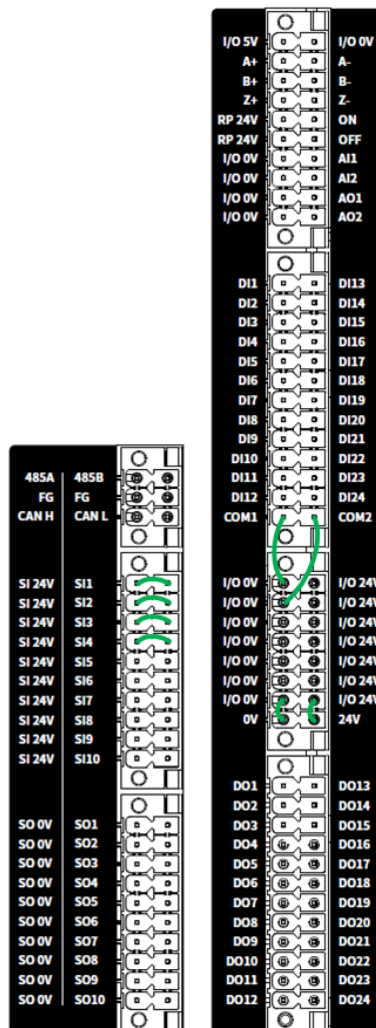 I/O 5V I/O 0V
A+ A-
B+ B-
Z+ Z-
RP 24V ON
RP 24V OFF
I/O 0V AI1
I/O 0V AI2
I/O 0V AO1
I/O 0V AO2
DI1 DI13
DI2 DI14
DI3 DI15
DI4 DI16
DI5 DI17
DI6 DI18
DI7 DI19
DI8 DI20
DI9 DI21
DI10 DI22
DI11 DI23
DI12 DI24
COM1 COM2
I/O 0V I/O 24V
I/O 0V I/O 24V
I/O 0V I/O 24V
I/O 0V I/O 24V
I/O 0V I/O 24V
I/O 0V I/O 24V
I/O 0V I/O 24V
0V 24V
DO1 DO13
DO2 DO14
DO3 DO15
DO4 DO16
DO5 DO17
DO6 DO18
DO7 DO19
DO8 DO20
DO9 DO21
DO10 DO22
DO11 DO23
DO12 DO24
485A 485B
FG FG
CAN H CAN L
SI 24V SI1
SI 24V SI2
SI 24V SI3
SI 24V SI4
SI 24V SI5
SI 24V SI6
SI 24V SI7
SI 24V SI8
SI 24V SI9
SI 24V SI10
SO 0V SO1
SO 0V SO2
SO 0V SO3
SO 0V SO4
SO 0V SO5
SO 0V SO6
SO 0V SO7
SO 0V SO8
SO 0V SO9
SO 0V SO10